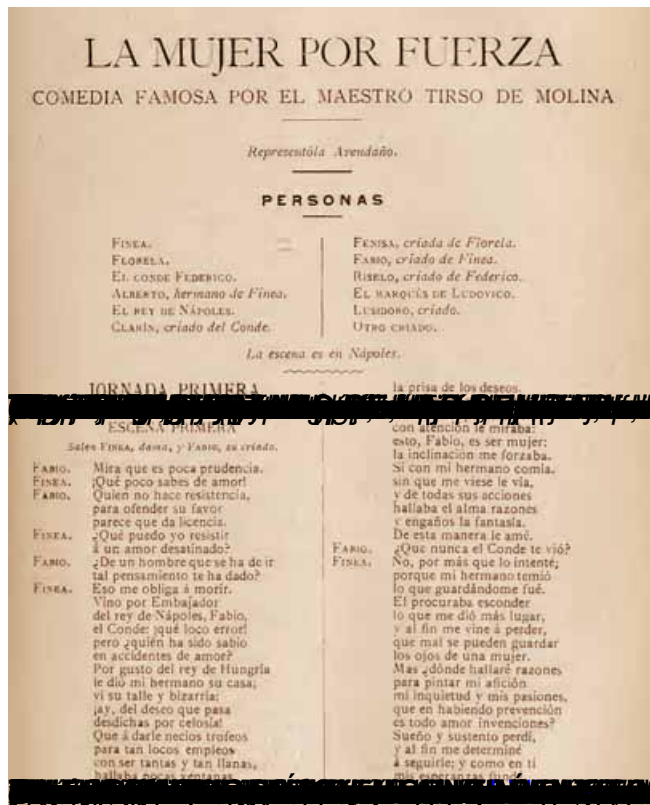 LA MUJER POR FUERZA
COMEDIA FAMOSA POR EL MAESTRO TIRSO DE MOLINA
Representóla Avendaño.
PERSONAS
FINEA.
FLORELA.
EL CONDE FEDERICO.
ALBERTO, hermano de Finea.
EL REY DE NÁPOLES.
CLARÍN, criado del Conde.
FENISA, criada de Florela.
FABIO, criado de Finea.
RISELO, criado de Federico.
EL MARQUÉS DE LUDOVICO.
LUSIDORO, criado.
OTRO CRIADO.
La escena es en Nápoles.
JORNADA PRIMERA
ESCENA PRIMERA
Salen FINEA, dama, y FABIO, su criado.
FABIO. Mira que es poca prudencia.
FINEA. ¡Qué poco sabes de amor!
FABIO. Quien no hace resistencia,
para ofender su favor
parece que da licencia.
FINEA. ¿Qué puedo yo resistir
á un amor desatinado?
FABIO. ¿De un hombre que se ha de ir
tal pensamiento te ha dado?
FINEA. Eso me obliga á morir.
Vino por Embajador
del rey de Nápoles, Fabio,
el Conde: ¡qué loco error!
pero ¿quién ha sido sabio
en accidentes de amor?
Por gusto del rey de Hungría
le dió mi hermano su casa;
vi su talle y bizarría;
¡ay, del deseo que pasa
desdichas por celosía!
Que á darle necios trofeos
para tan locos empleos
con ser tantas y tan llanas,
hallaba pocas ventanas
la prisa de los deseos.
con atención le miraba:
esto, Fabio, es ser mujer:
la inclinación me forzaba.
Si con mi hermano comía,
sin que me viese le vía,
y de todas sus acciones
hallaba el alma razones
y engaños la fantasía.
De esta manera le amé.
FABIO. ¿Que nunca el Conde te vió?
FINEA. No, por más que lo intenté;
porque mi hermano temió
lo que guardándome fué.
El procuraba esconder
lo que me dió más lugar,
y al fin me vine á perder,
que mal se pueden guardar
los ojos de una mujer.
Mas ¿dónde hallaré razones
para pintar mi afición
mi inquietud y mis pasiones,
que en habiendo prevención
es todo amor invenciones?
Sueño y sustento perdí,
y al fin me determiné
á seguirle; y como en ti
mis esperanzas fundé